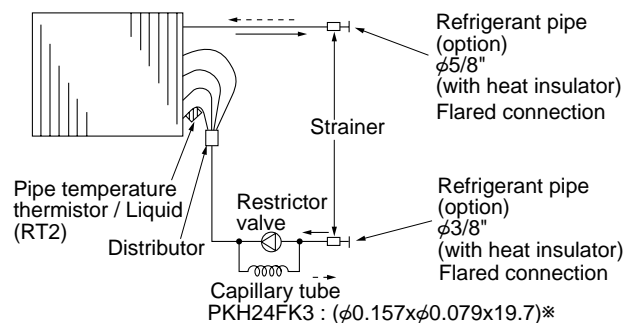 Refrigerant pipe
(option)
φ5/8"
(with heat insulator)
Flared connection
Strainer
Pipe temperature
thermistor / Liquid
(RT2)
Distributor
Restrictor
valve
Refrigerant pipe
(option)
φ3/8"
(with heat insulator)
Flared connection
Capillary tube
PKH24FK3 : (φ0.157xφ0.079x19.7)※